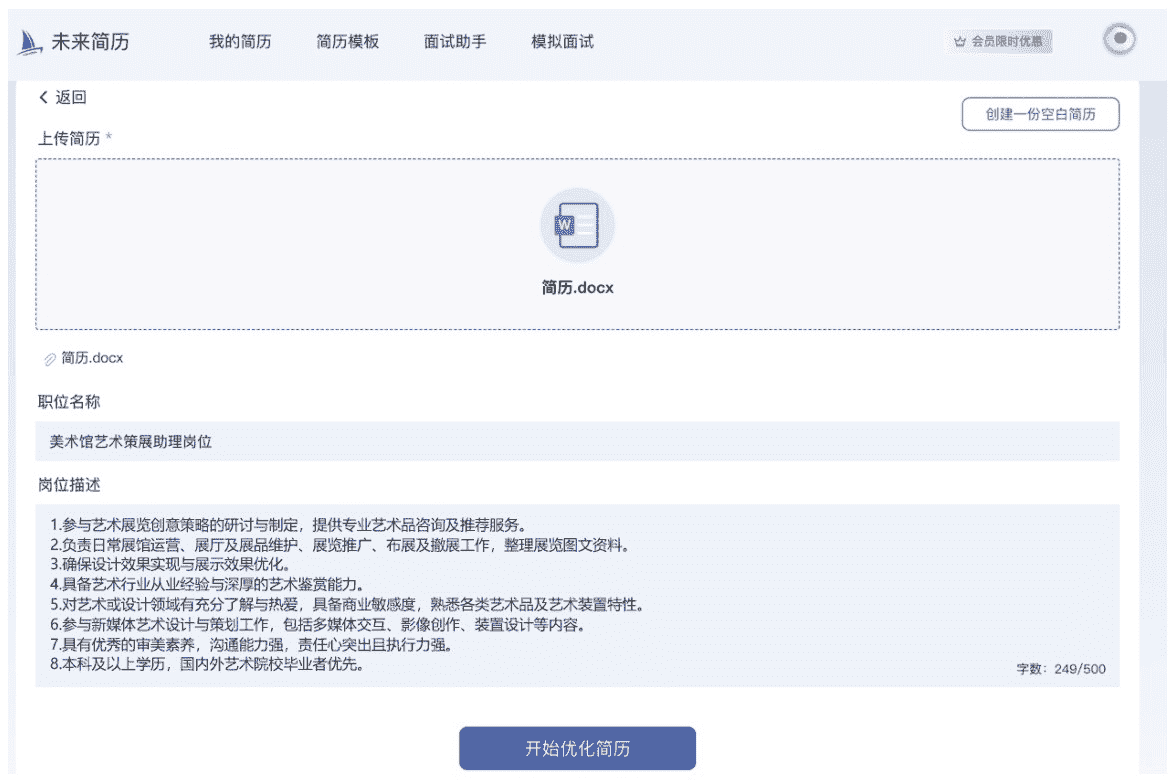 未来简历 我的简历 简历模板 面试助手 模拟面试 会员限时优惠
返回
创建一份空白简历
上传简历 *
W
简历.docx
简历.docx
职位名称
美术馆艺术策展助理岗位
岗位描述
1.参与艺术展览创意策略的研讨与制定，提供专业艺术品咨询及推荐服务。
2.负责日常展馆运营、展厅及展品维护、展览推广、布展及撤展工作，整理展览图文资料。
3.确保设计效果实现与展示效果优化。
4.具备艺术行业从业经验与深厚的艺术鉴赏能力。
5.对艺术或设计领域有充分了解与热爱，具备商业敏感度，熟悉各类艺术品及艺术装置特性。
6.参与新媒体艺术设计与策划工作，包括多媒体交互、影像创作、装置设计等内容。
7.具有优秀的审美素养，沟通能力强，责任心突出且执行力强。
8.本科及以上学历，国内外艺术院校毕业者优先。
字数：249/500
开始优化简历